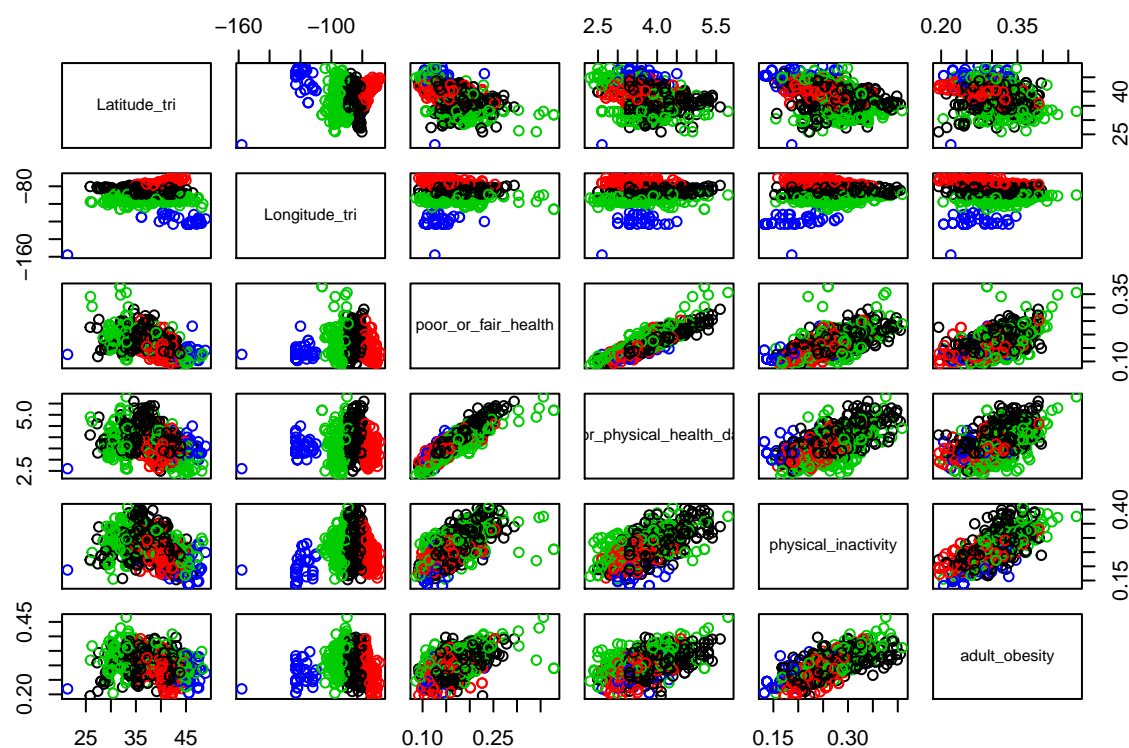 −160 −100 2.5 4.0 5.5 0.20 0.35
Latitude_tri 25 40
−160 −80 Longitude_tri
poor_or_fair_health 0.10 0.35
2.5 5.0 or_physical_health_da
physical_inactivity 0.15 0.40
0.20 0.45 adult_obesity
25 35 45 0.10 0.25 0.15 0.30